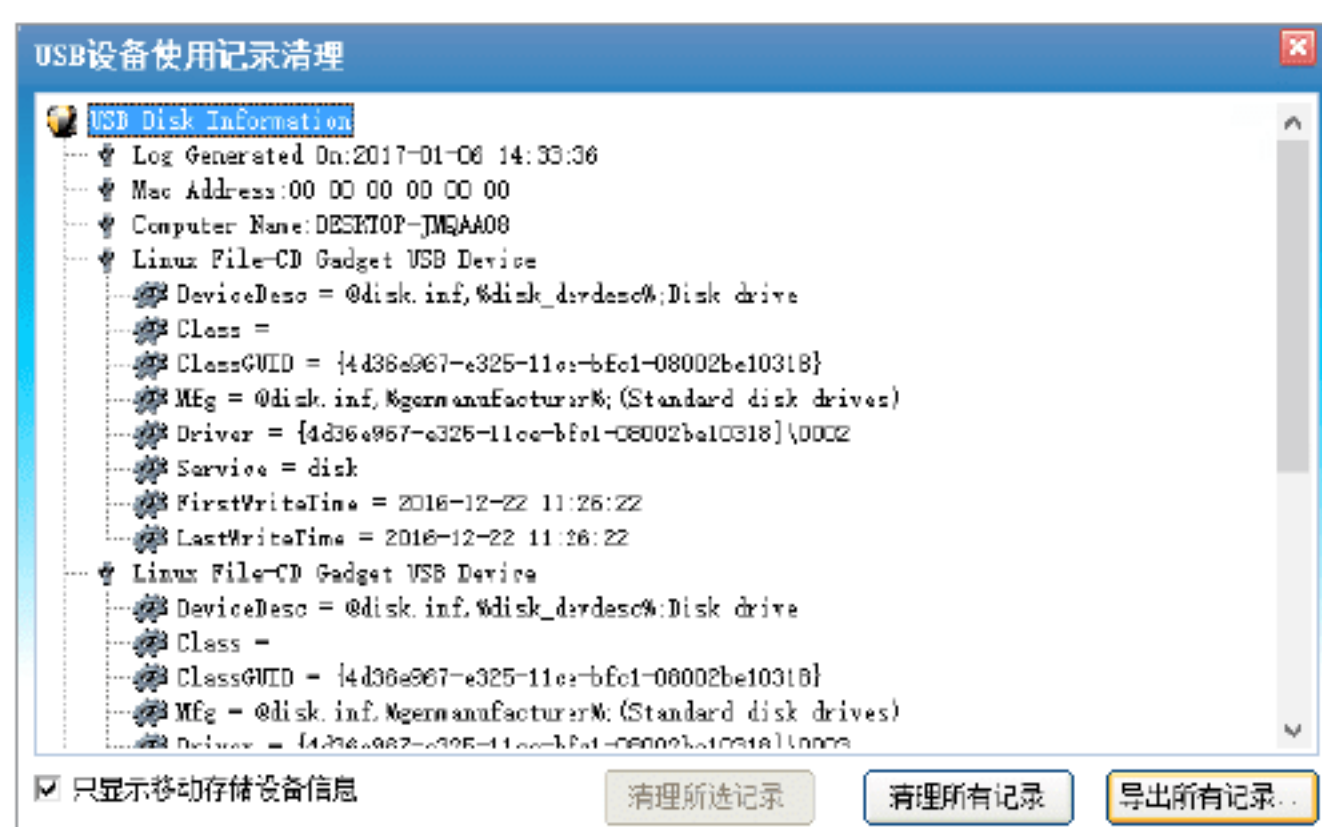 USB设备使用记录清理
USB Disk Information
Log Generated On:2017-01-06 14:33:36
Mac Address:00 00 00 00 00 00
Computer Name:DESKTOP-JMQAA08
Linux File-CD Gadget USB Device
DeviceDesc = @disk.inf,%disk_devdesc%;Disk drive
Class =
ClassGUID = {4d36e967-e325-11ce-bfc1-08002be10318}
Mfg = @disk.inf,%genmanufacturer%;(Standard disk drives)
Driver = {4d36e967-e325-11ce-bfc1-08002be10318}\0002
Service = disk
FirstWriteTime = 2016-12-22 11:26:22
LastWriteTime = 2016-12-22 11:26:22
Linux File-CD Gadget USB Device
DeviceDesc = @disk.inf,%disk_devdesc%;Disk drive
Class =
ClassGUID = {4d36e967-e325-11ce-bfc1-08002be10318}
Mfg = @disk.inf,%genmanufacturer%;(Standard disk drives)
Driver = {4d36e967-e325-11ce-bfc1-08002be10318}\0003
只显示移动存储设备信息
清理所选记录
清理所有记录
导出所有记录..